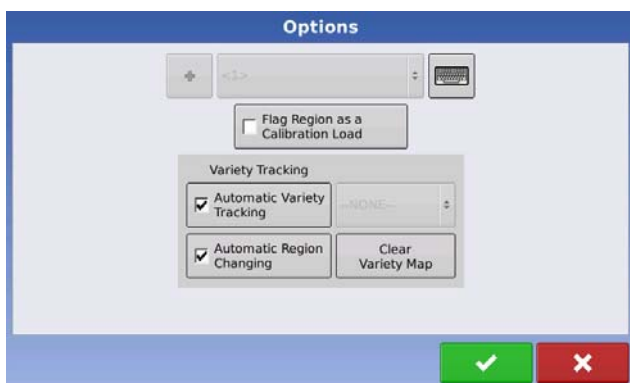 Options
<1>
Flag Region as a
Calibration Load
Variety Tracking
Automatic Variety
Tracking
--NONE--
Automatic Region
Changing
Clear
Variety Map